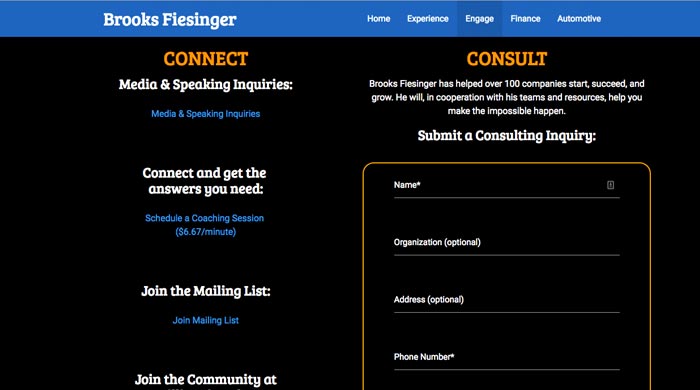 Brooks Fiesinger
Home Experience Engage Finance Automotive
CONNECT
Media & Speaking Inquiries:
Media & Speaking Inquiries
Connect and get the
answers you need:
Schedule a Coaching Session
($6.67/minute)
Join the Mailing List:
Join Mailing List
Join the Community at
CONSULT
Brooks Fiesinger has helped over 100 companies start, succeed, and
grow. He will, in cooperation with his teams and resources, help you
make the impossible happen.
Submit a Consulting Inquiry:
Name*
Organization (optional)
Address (optional)
Phone Number*